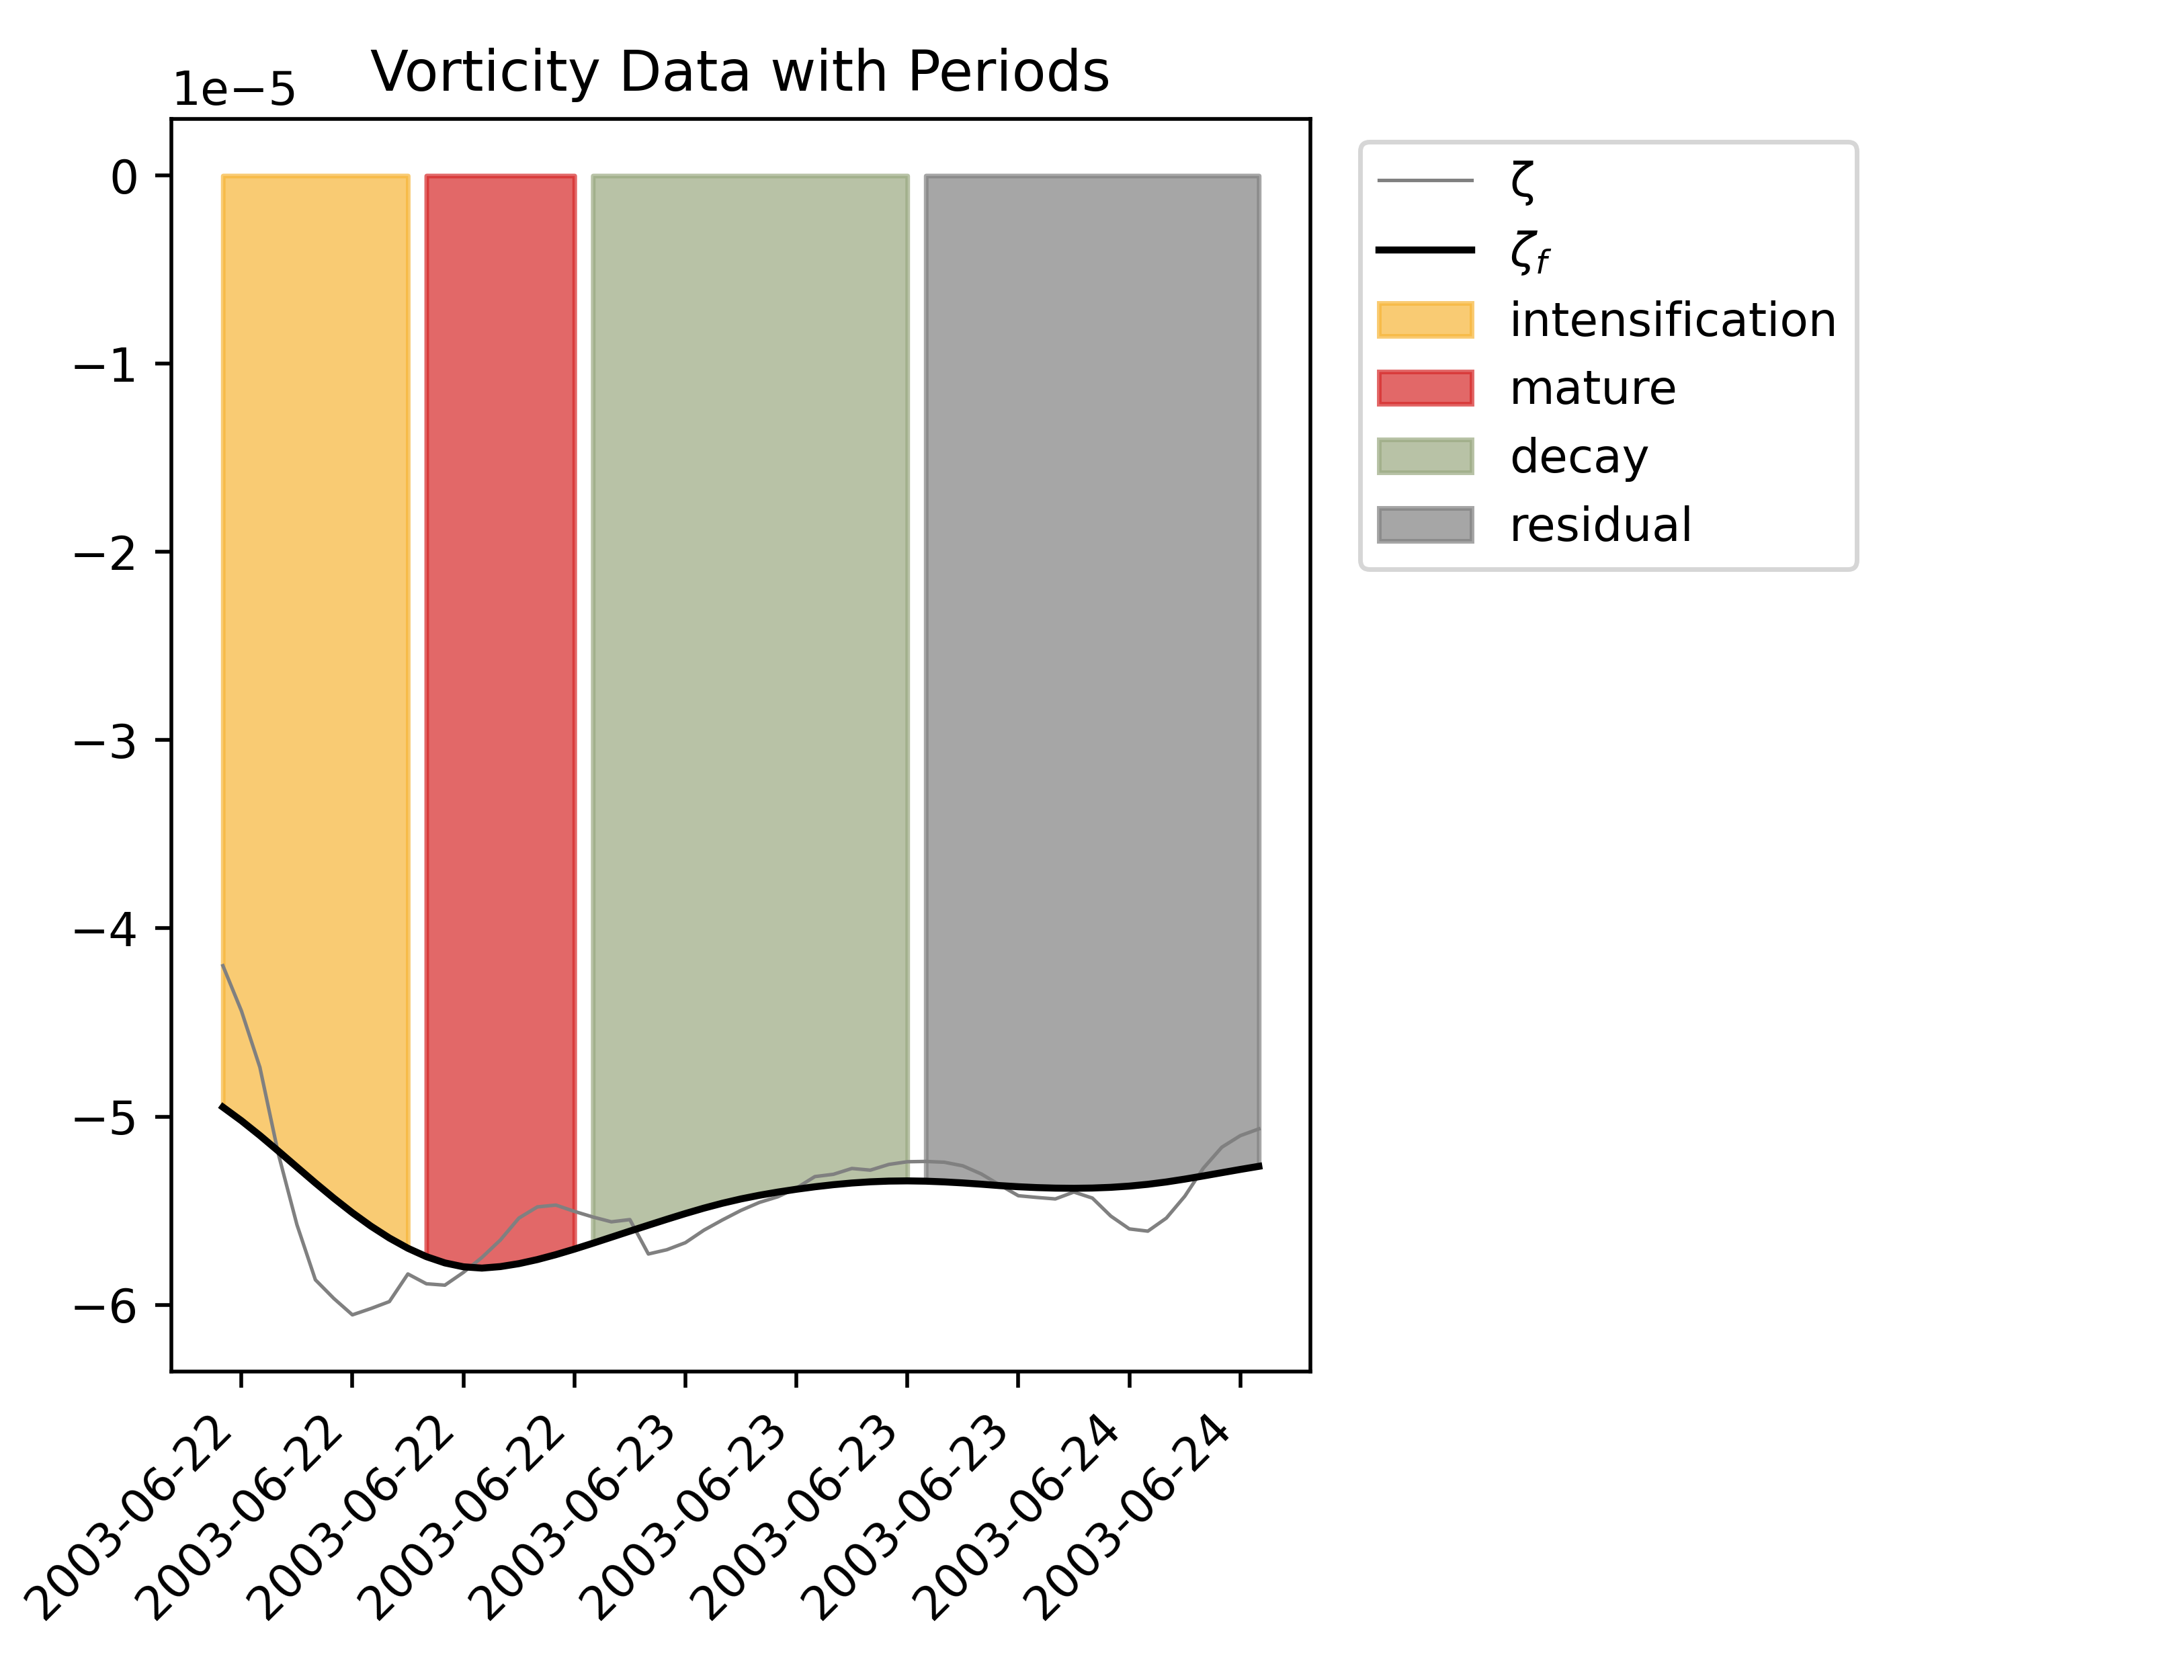 Vorticity Data with Periods
1e−5
0
−1
−2
−3
−4
−5
−6
2003-06-22
2003-06-22
2003-06-22
2003-06-22
2003-06-23
2003-06-23
2003-06-23
2003-06-23
2003-06-24
2003-06-24
ζ
ζf
intensification
mature
decay
residual